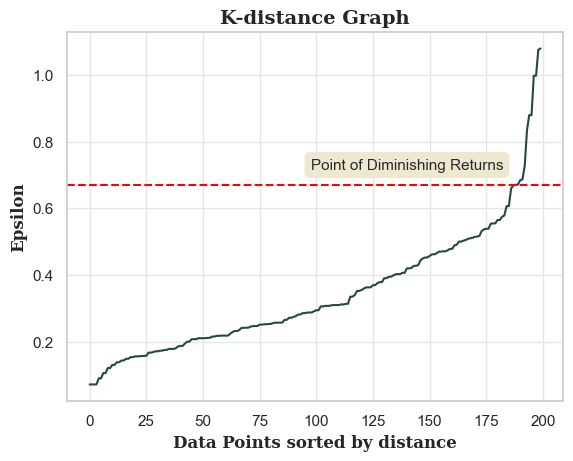 K-distance Graph
1.0
0.8
0.6
0.4
0.2
Epsilon
Point of Diminishing Returns
0 25 50 75 100 125 150 175 200
Data Points sorted by distance